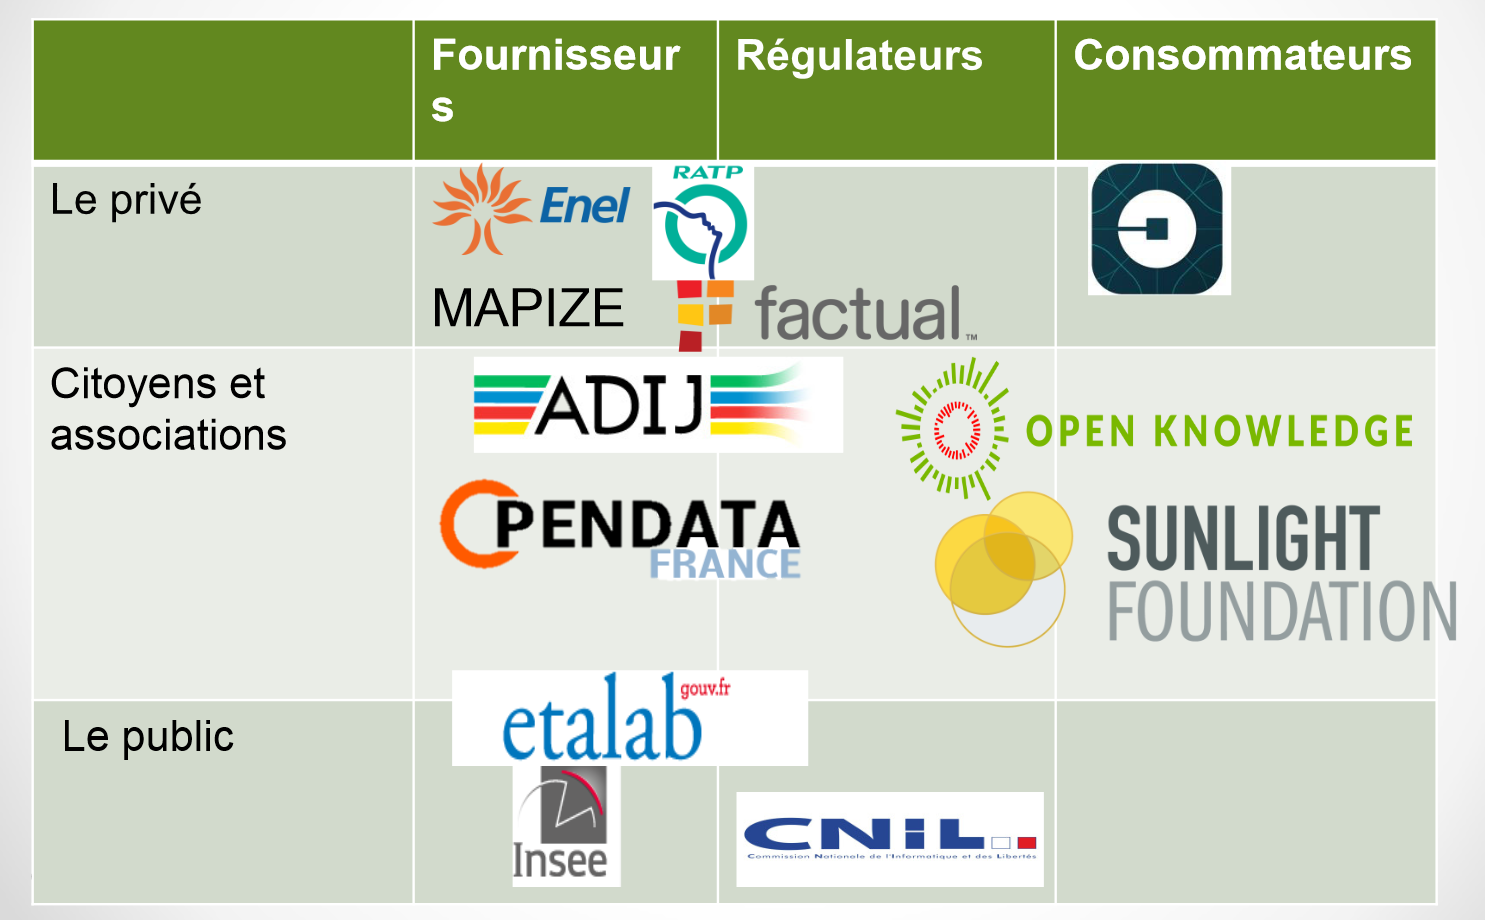 Fournisseur
s
Régulateurs
Consommateurs
Le privé
Enel
RATP
MAPIZE
factual™
Citoyens et
associations
ADIJ
OPEN KNOWLEDGE
OPENDATA
FRANCE
SUNLIGHT
FOUNDATION
Le public
etalab
gouv.fr
Insee
CNiL
Commission Nationale de l'Informatique et des Libertés